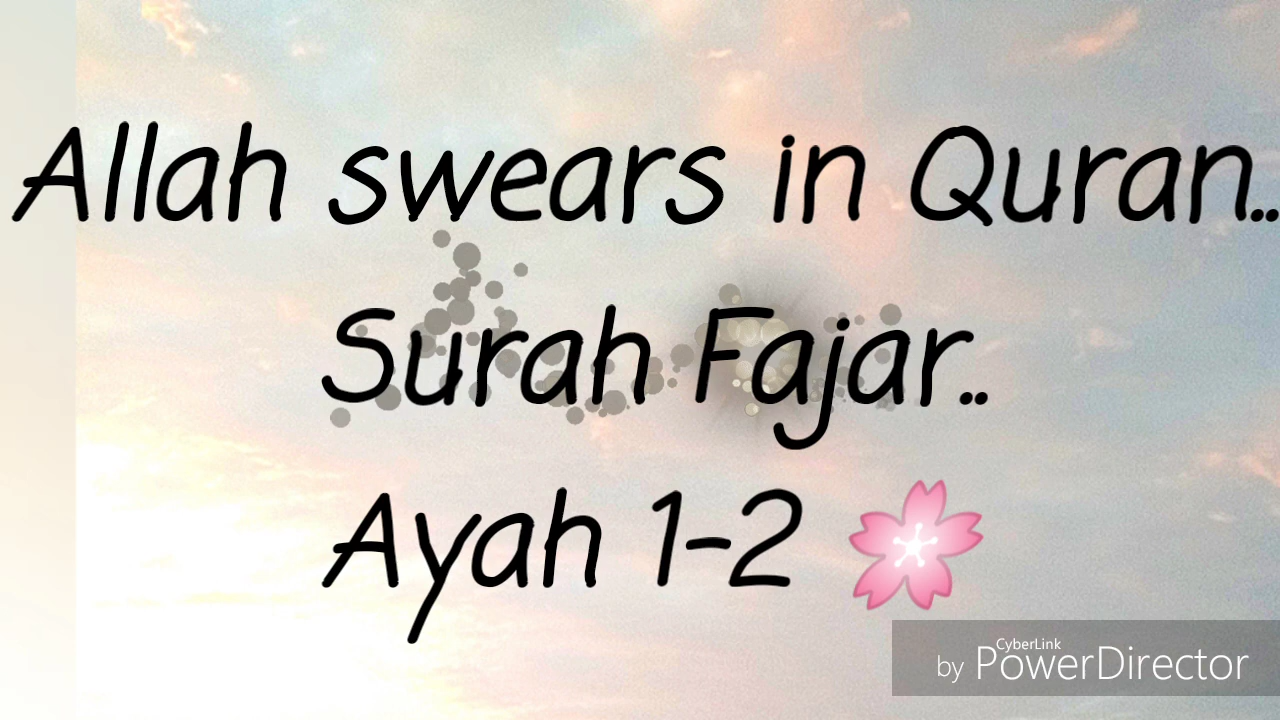 Allah swears in Quran..
Surah Fajar..
Ayah 1-2 🌸
CyberLink
by PowerDirector